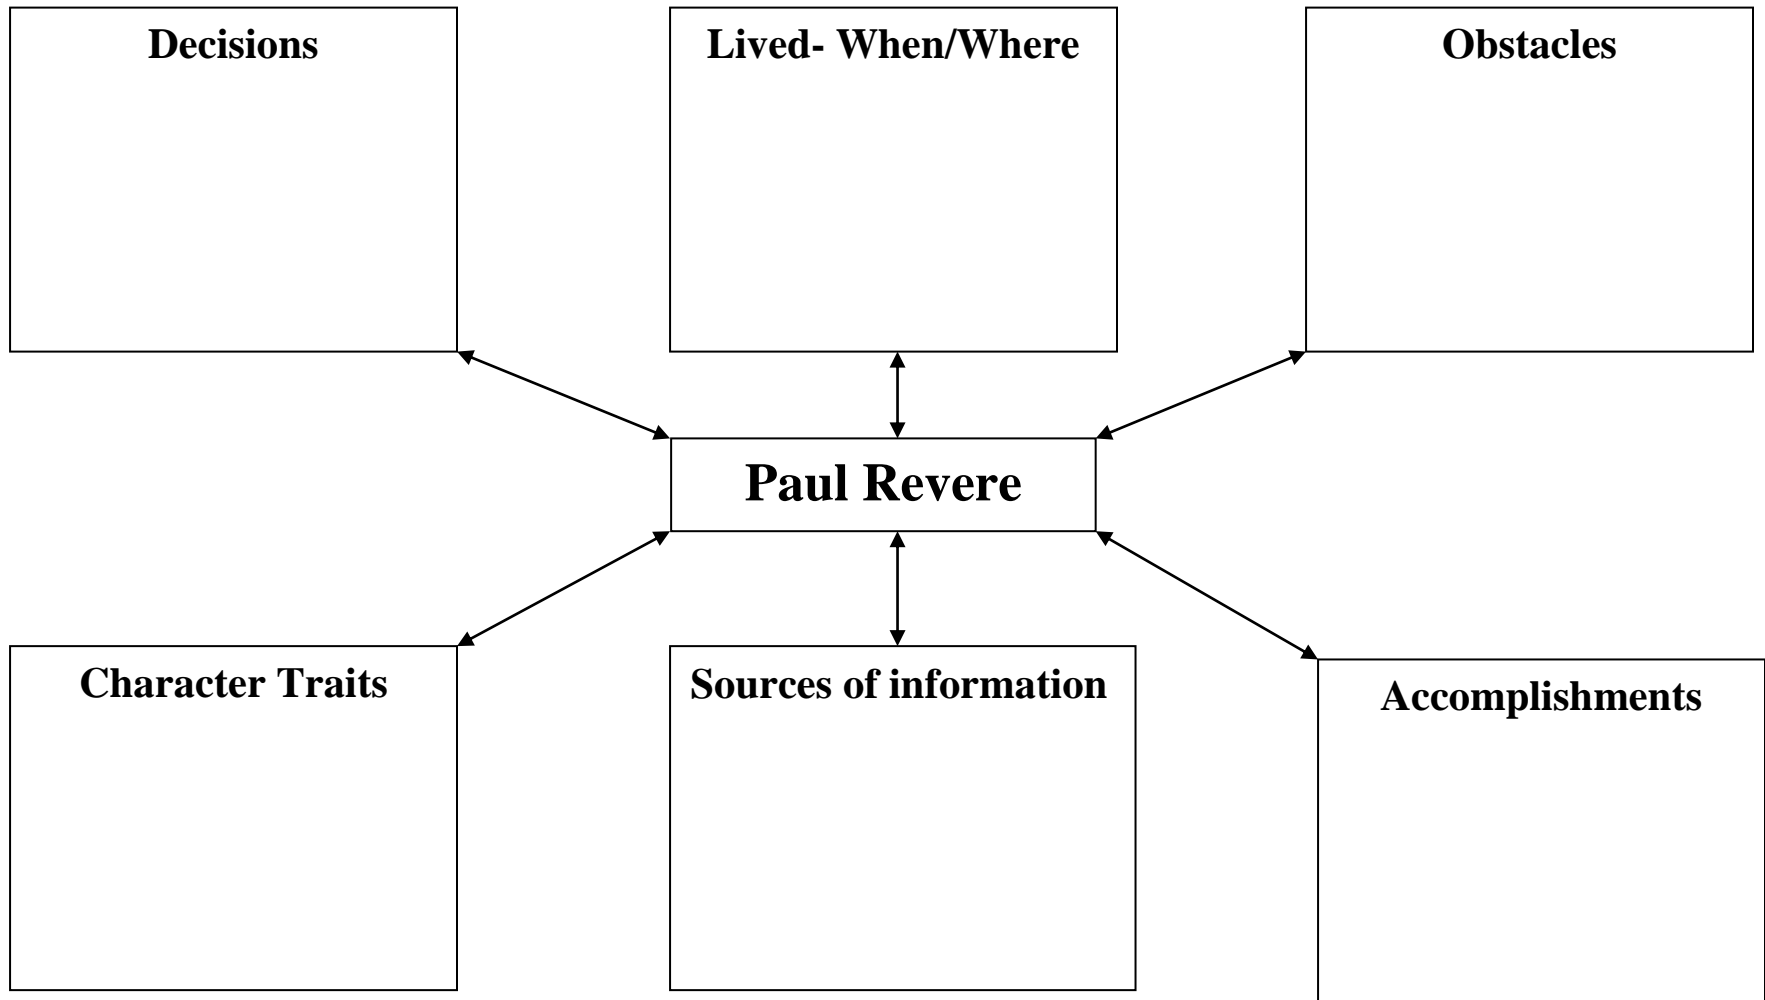 Decisions
Lived- When/Where
Obstacles
Paul Revere
Character Traits
Sources of information
Accomplishments